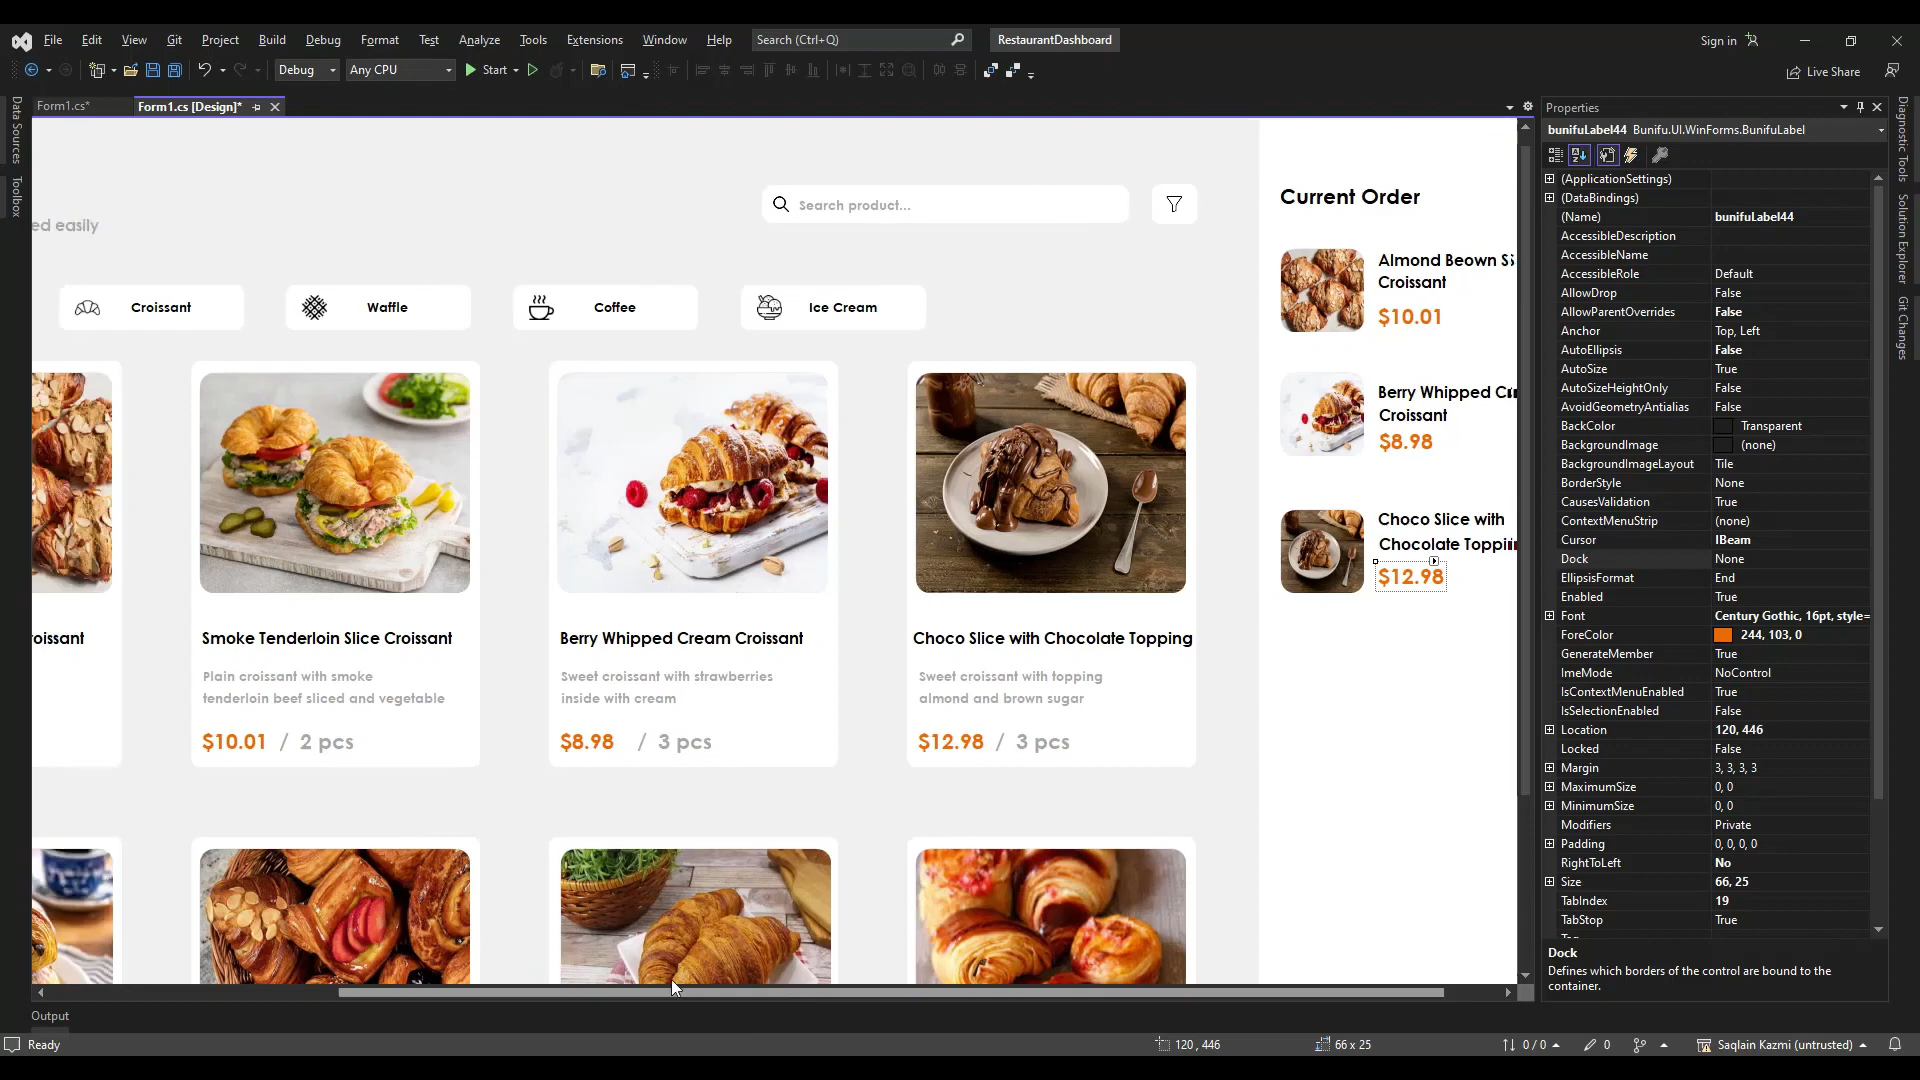 File Edit View Git Project Build Debug Format Test Analyze Tools Extensions Window Help Search (Ctrl+Q) RestaurantDashboard Sign in
Debug Any CPU Start Live Share
Form1.cs* Form1.cs [Design]*
Data Sources
Toolbox
ed easily
Search product...
Croissant Waffle Coffee Ice Cream
oissant
Smoke Tenderloin Slice Croissant
Plain croissant with smoke
tenderloin beef sliced and vegetable
$10.01 / 2 pcs
Berry Whipped Cream Croissant
Sweet croissant with strawberries
inside with cream
$8.98 / 3 pcs
Choco Slice with Chocolate Topping
Sweet croissant with topping
almond and brown sugar
$12.98 / 3 pcs
Current Order
Almond Beown
Croissant
$10.01
Berry Whipped
Croissant
$8.98
Choco Slice with
Chocolate
$12.98
Properties
bunifuLabel44 Bunifu.UI.WinForms.BunifuLabel
(ApplicationSettings)
(DataBindings)
(Name) bunifuLabel44
AccessibleDescription
AccessibleName
AccessibleRole Default
AllowDrop False
AllowParentOverrides False
Anchor Top, Left
AutoEllipsis False
AutoSize True
AutoSizeHeightOnly False
AvoidGeometryAntialias False
BackColor Transparent
BackgroundImage (none)
BackgroundImageLayout Tile
BorderStyle None
CausesValidation True
ContextMenuStrip (none)
Cursor IBeam
Dock None
EllipsisFormat End
Enabled True
Font Century Gothic, 16pt, style=
ForeColor 244, 103, 0
GenerateMember True
ImeMode NoControl
IsContextMenuEnabled True
IsSelectionEnabled False
Location 120, 446
Locked False
Margin 3, 3, 3, 3
MaximumSize 0, 0
MinimumSize 0, 0
Modifiers Private
Padding 0, 0, 0, 0
RightToLeft No
Size 66, 25
TabIndex 19
TabStop True
Dock
Defines which borders of the control are bound to the
container.
Diagnostic Tools
Solution Explorer
Git Changes
Output
Ready 120 , 446 66 x 25 0 / 0 0 Saqlain Kazmi (untrusted)